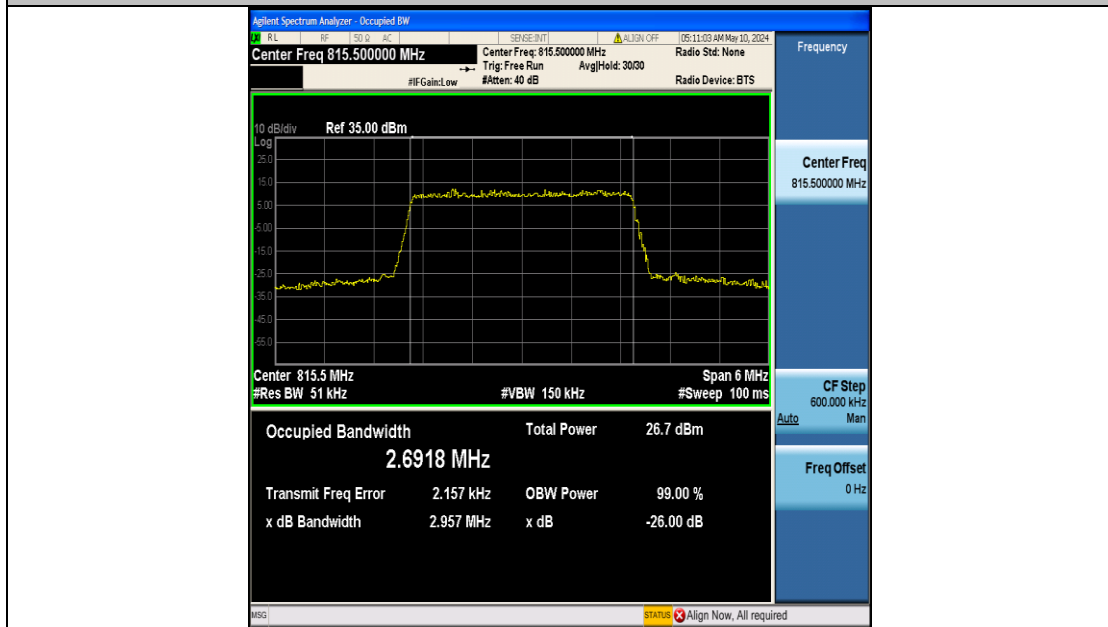 Agilent Spectrum Analyzer - Occupied BW
LXI RL RF 50 Ω AC SENSE:INT ALIGN OFF 05:11:03 AM May 10, 2024
Center Freq 815.500000 MHz
Center Freq: 815.500000 MHz Radio Std: None
Trig: Free Run Avg|Hold: 30/30
#IFGain:Low #Atten: 40 dB Radio Device: BTS
10 dB/div Ref 35.00 dBm
Log
25.0
15.0
5.00
-5.00
-15.0
-25.0
-35.0
-45.0
-55.0
Center 815.5 MHz Span 6 MHz
#Res BW 51 kHz #VBW 150 kHz #Sweep 100 ms
Occupied Bandwidth Total Power 26.7 dBm
2.6918 MHz
Transmit Freq Error 2.157 kHz OBW Power 99.00 %
x dB Bandwidth 2.957 MHz x dB -26.00 dB
Frequency
Center Freq
815.500000 MHz
CF Step
600.000 kHz
Auto Man
Freq Offset
0 Hz
MSG STATUS Align Now, All required